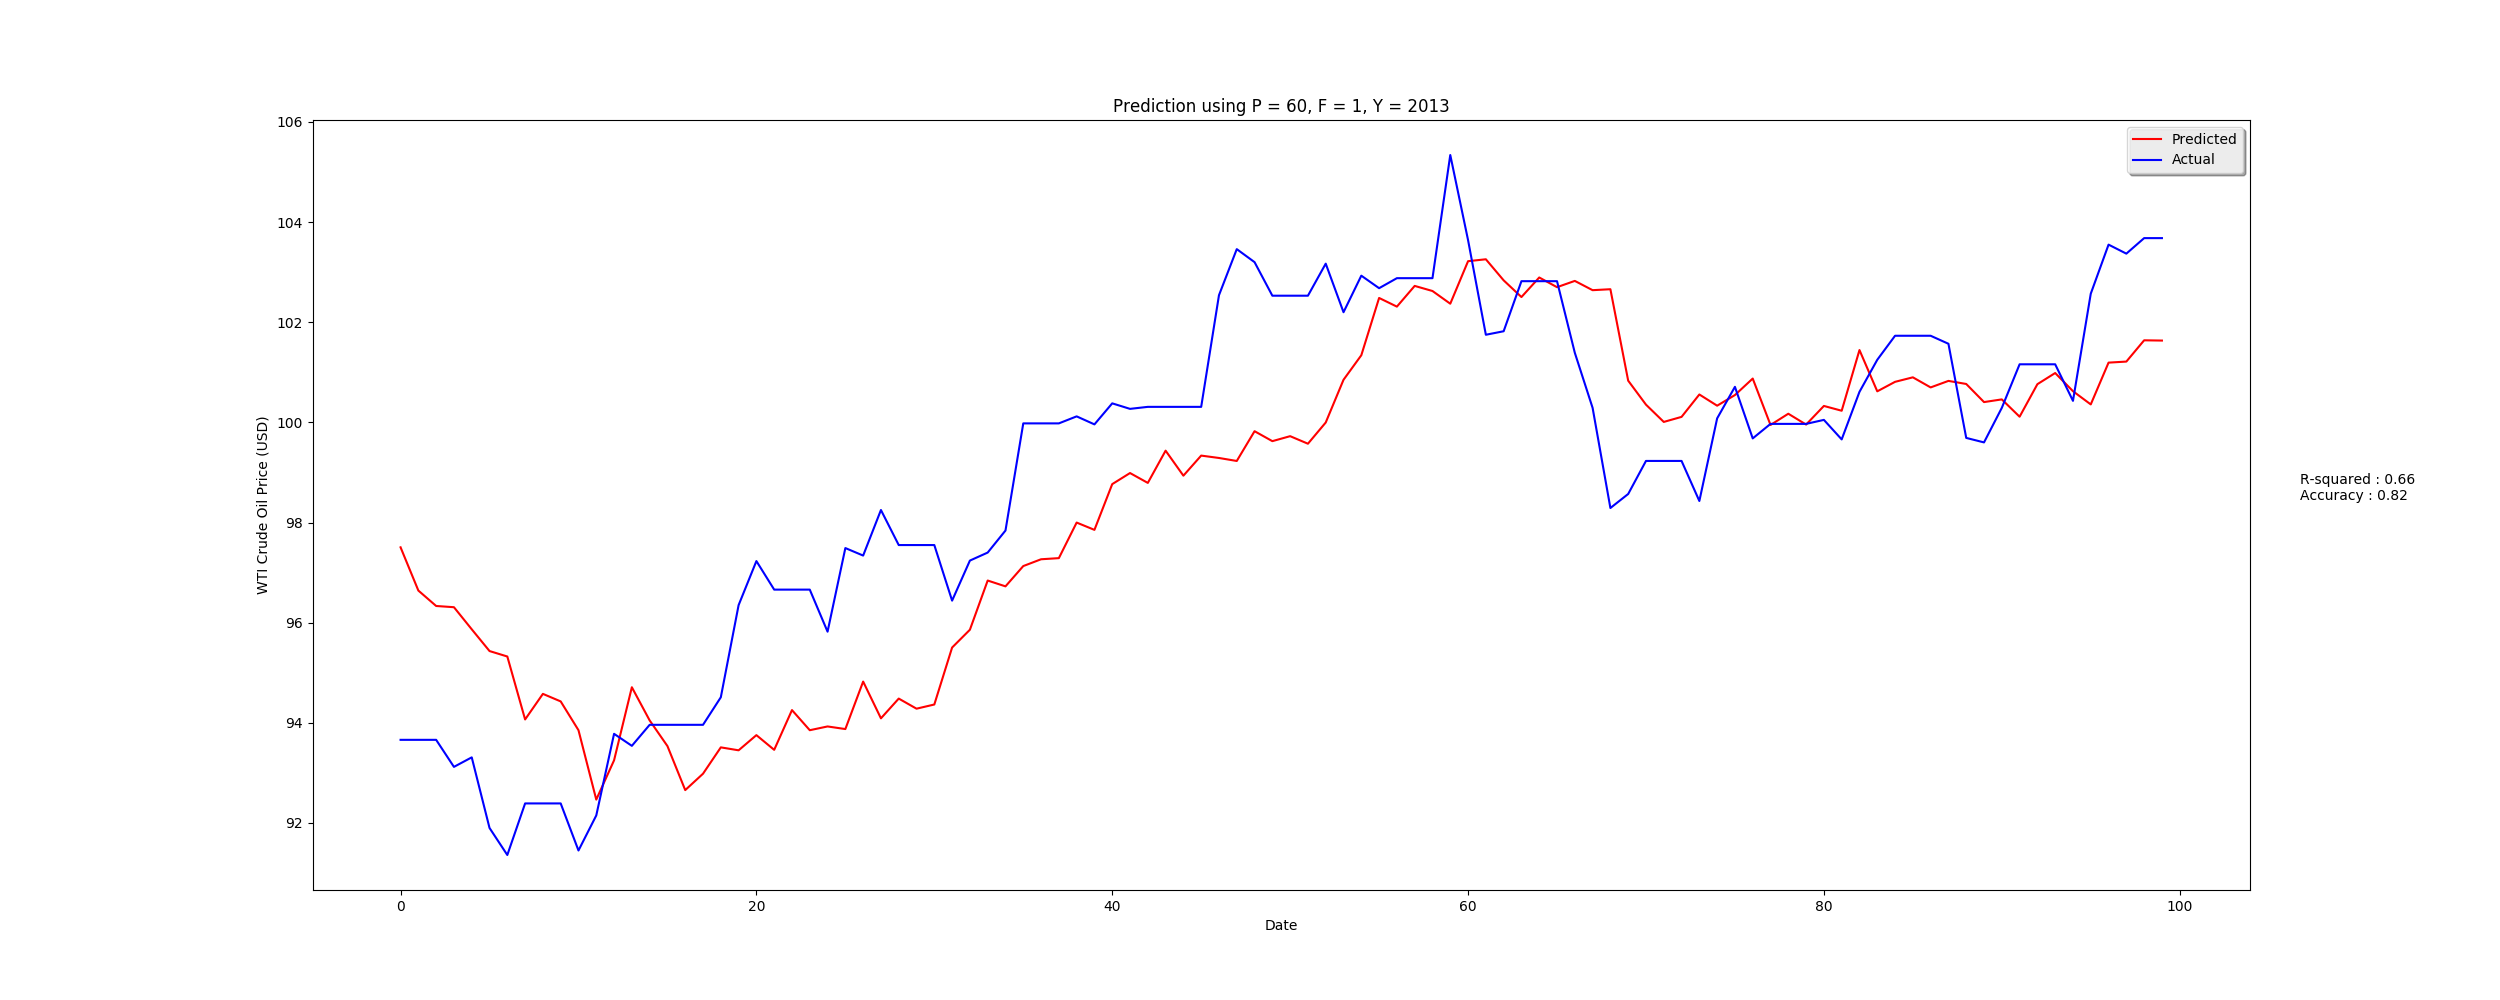 Prediction using P = 60, F = 1, Y = 2013
Predicted
Actual
106
104
102
100
98
96
94
92
WTI Crude Oil Price (USD)
0
20
40
60
80
100
Date
R-squared : 0.66
Accuracy : 0.82